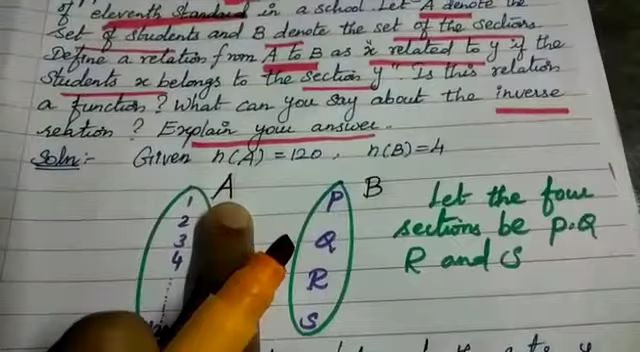 of eleventh standard in a school. Let A denote the
set of students and B denote the set of the sections.
Define a relation from A to B as "x related to y if the
students x belongs to the section y". Is this relation
a function? What can you say about the inverse
relation? Explain your answer.
Soln:- Given n(A) = 120, n(B) = 4
A
B
1
2
3
4
P
Q
R
S
Let the four
sections be P,Q
R and S